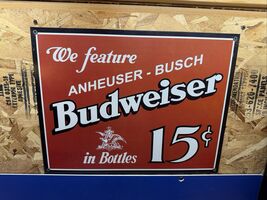 We feature
ANHEUSER - BUSCH
Budweiser
in Bottles
15¢